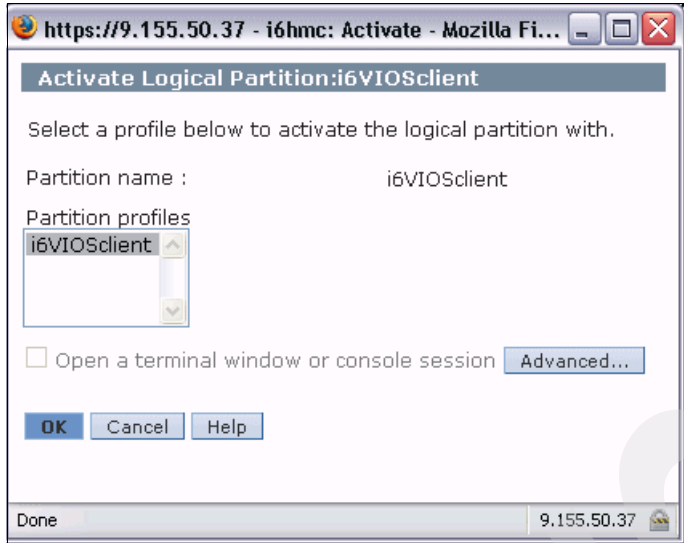 https://9.155.50.37 - i6hmc: Activate - Mozilla Fi...
Activate Logical Partition:i6VIOSclient
Select a profile below to activate the logical partition with.
Partition name : i6VIOSclient
Partition profiles
i6VIOSclient
Open a terminal window or console session Advanced...
OK Cancel Help
Done 9.155.50.37